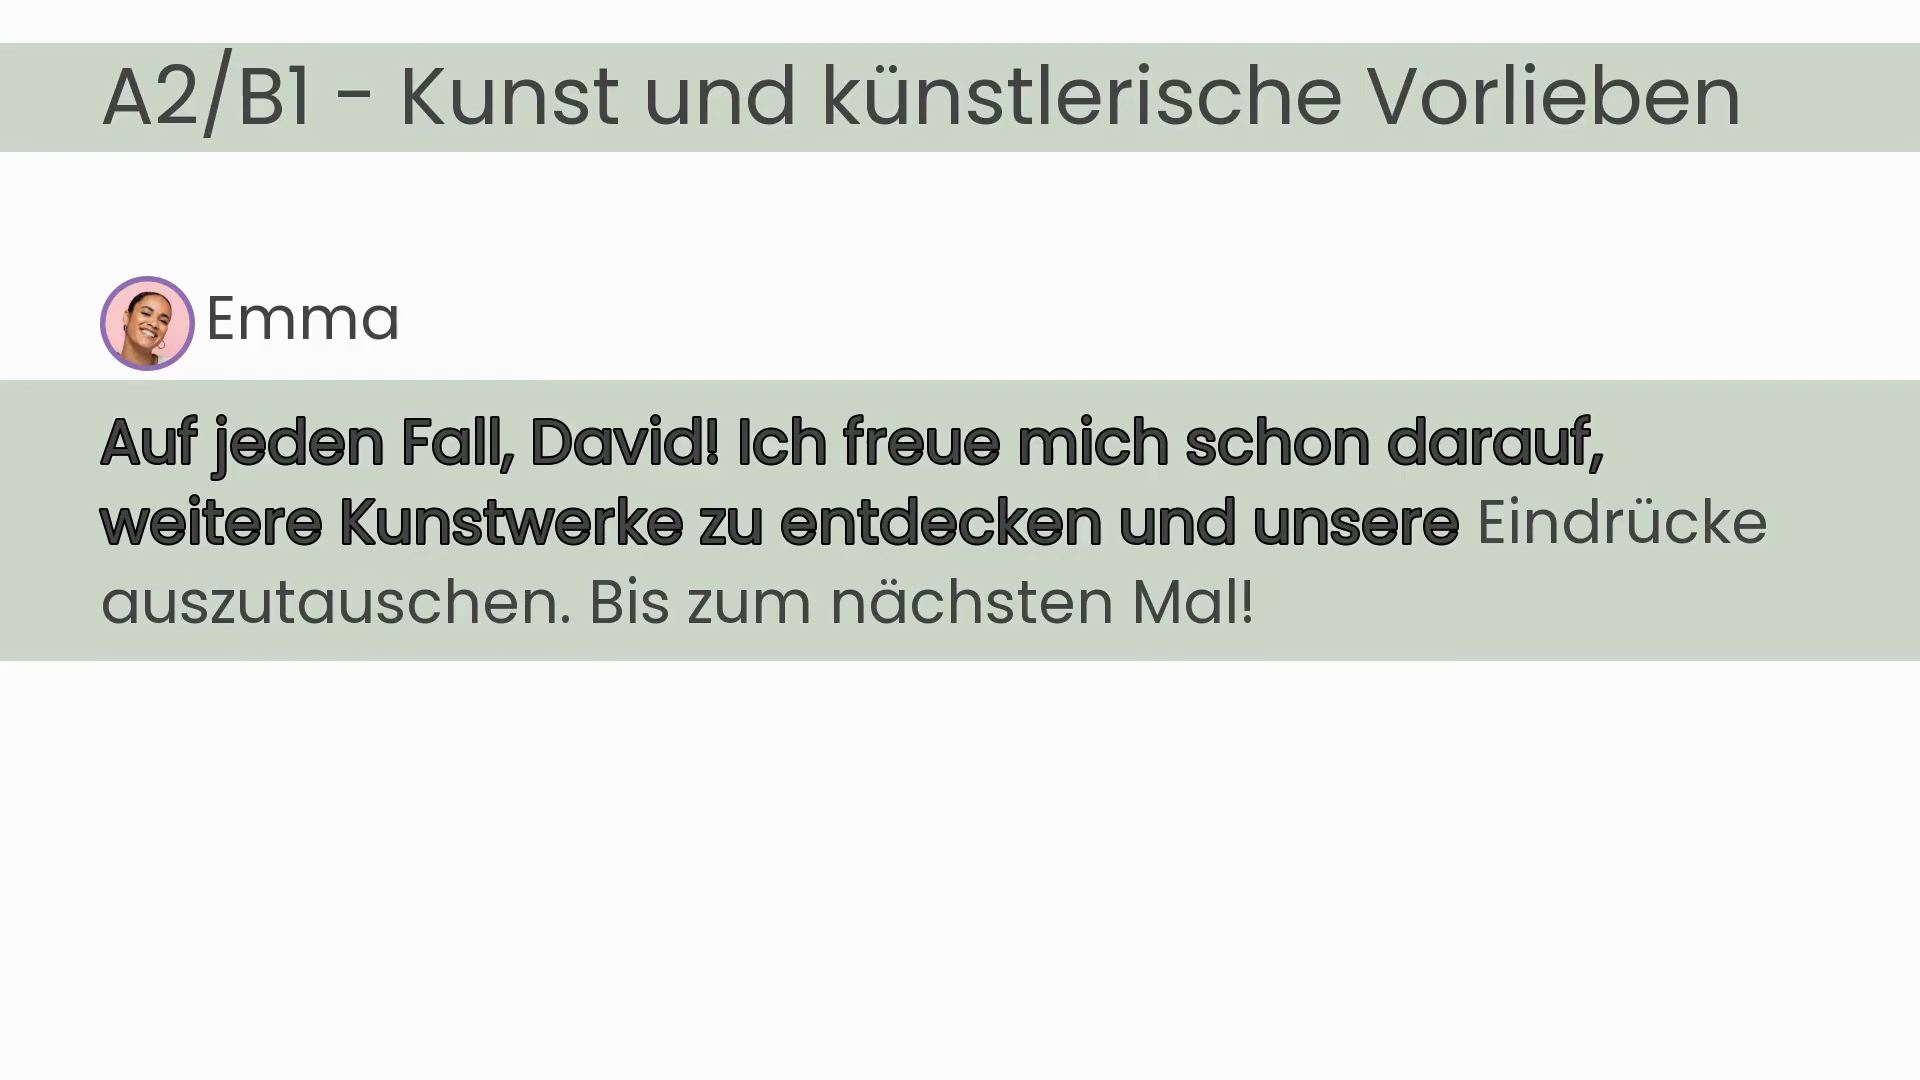 A2/B1 - Kunst und künstlerische Vorlieben
Emma
Auf jeden Fall, David! Ich freue mich schon darauf,
weitere Kunstwerke zu entdecken und unsere Eindrücke
auszutauschen. Bis zum nächsten Mal!